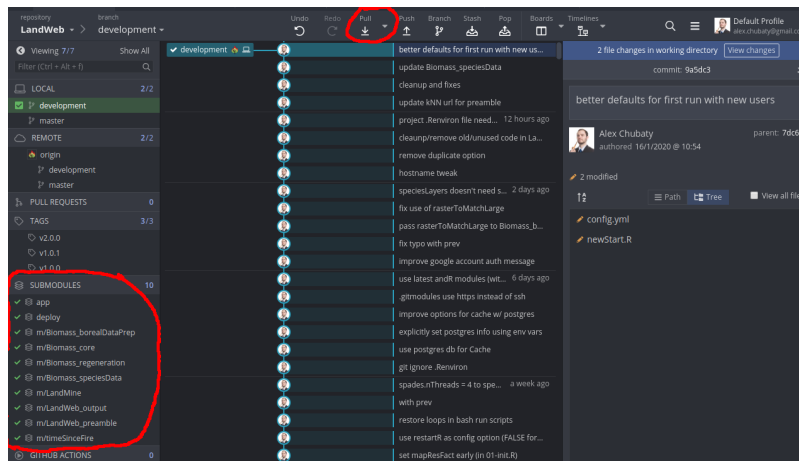 repository
branch
LandWeb
development
Undo
Redo
Pull
Push
Branch
Stash
Pop
Boards
Timelines
Default Profile
alex.chubaty@gmail.co
Viewing 7/7
Show All
Filter (Ctrl + Alt + f)
LOCAL 2/2
development
master
REMOTE 2/2
origin
development
master
PULL REQUESTS 0
TAGS 3/3
v2.0.0
v1.0.1
v1.0.0
SUBMODULES 10
app
deploy
m/Biomass_borealDataPrep
m/Biomass_core
m/Biomass_regeneration
m/Biomass_speciesData
m/LandMine
m/LandWeb_output
m/LandWeb_preamble
m/timeSinceFire
GITHUB ACTIONS 0
development
better defaults for first run with new us...
update Biomass_speciesData
cleanup and fixes
update kNN url for preamble
project .Renviron file need... 12 hours ago
cleaunp/remove old/unused code in La...
remove duplicate option
hostname tweak
speciesLayers doesn't need s... 2 days ago
fix use of rasterToMatchLarge
pass rasterToMatchLarge to Biomass_b...
fix typo with prev
improve google account auth message
use latest andR modules (wit... 6 days ago
.gitmodules use https instead of ssh
improve options for cache w/ postgres
explicitly set postgres info using env vars
use postgres db for Cache
git ignore .Renviron
spades.nThreads = 4 to spe... a week ago
with prev
restore loops in bash run scripts
use restartR as config option (FALSE for...
set mapResFact early (in 01-init.R)
2 file changes in working directory
View changes
commit: 9a5dc3
better defaults for first run with new users
Alex Chubaty
parent: 7dc6
authored 16/1/2020 @ 10:54
2 modified
Path
Tree
View all file
config.yml
newStart.R